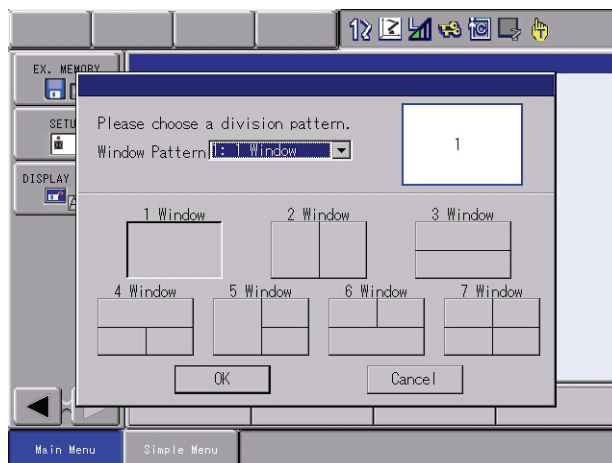 EX. MEMORY
SETU
DISPLAY
Please choose a division pattern.
Window Pattern 1: 1 Window
1
1 Window
2 Window
3 Window
4 Window
5 Window
6 Window
7 Window
OK
Cancel
Main Menu
Simple Menu